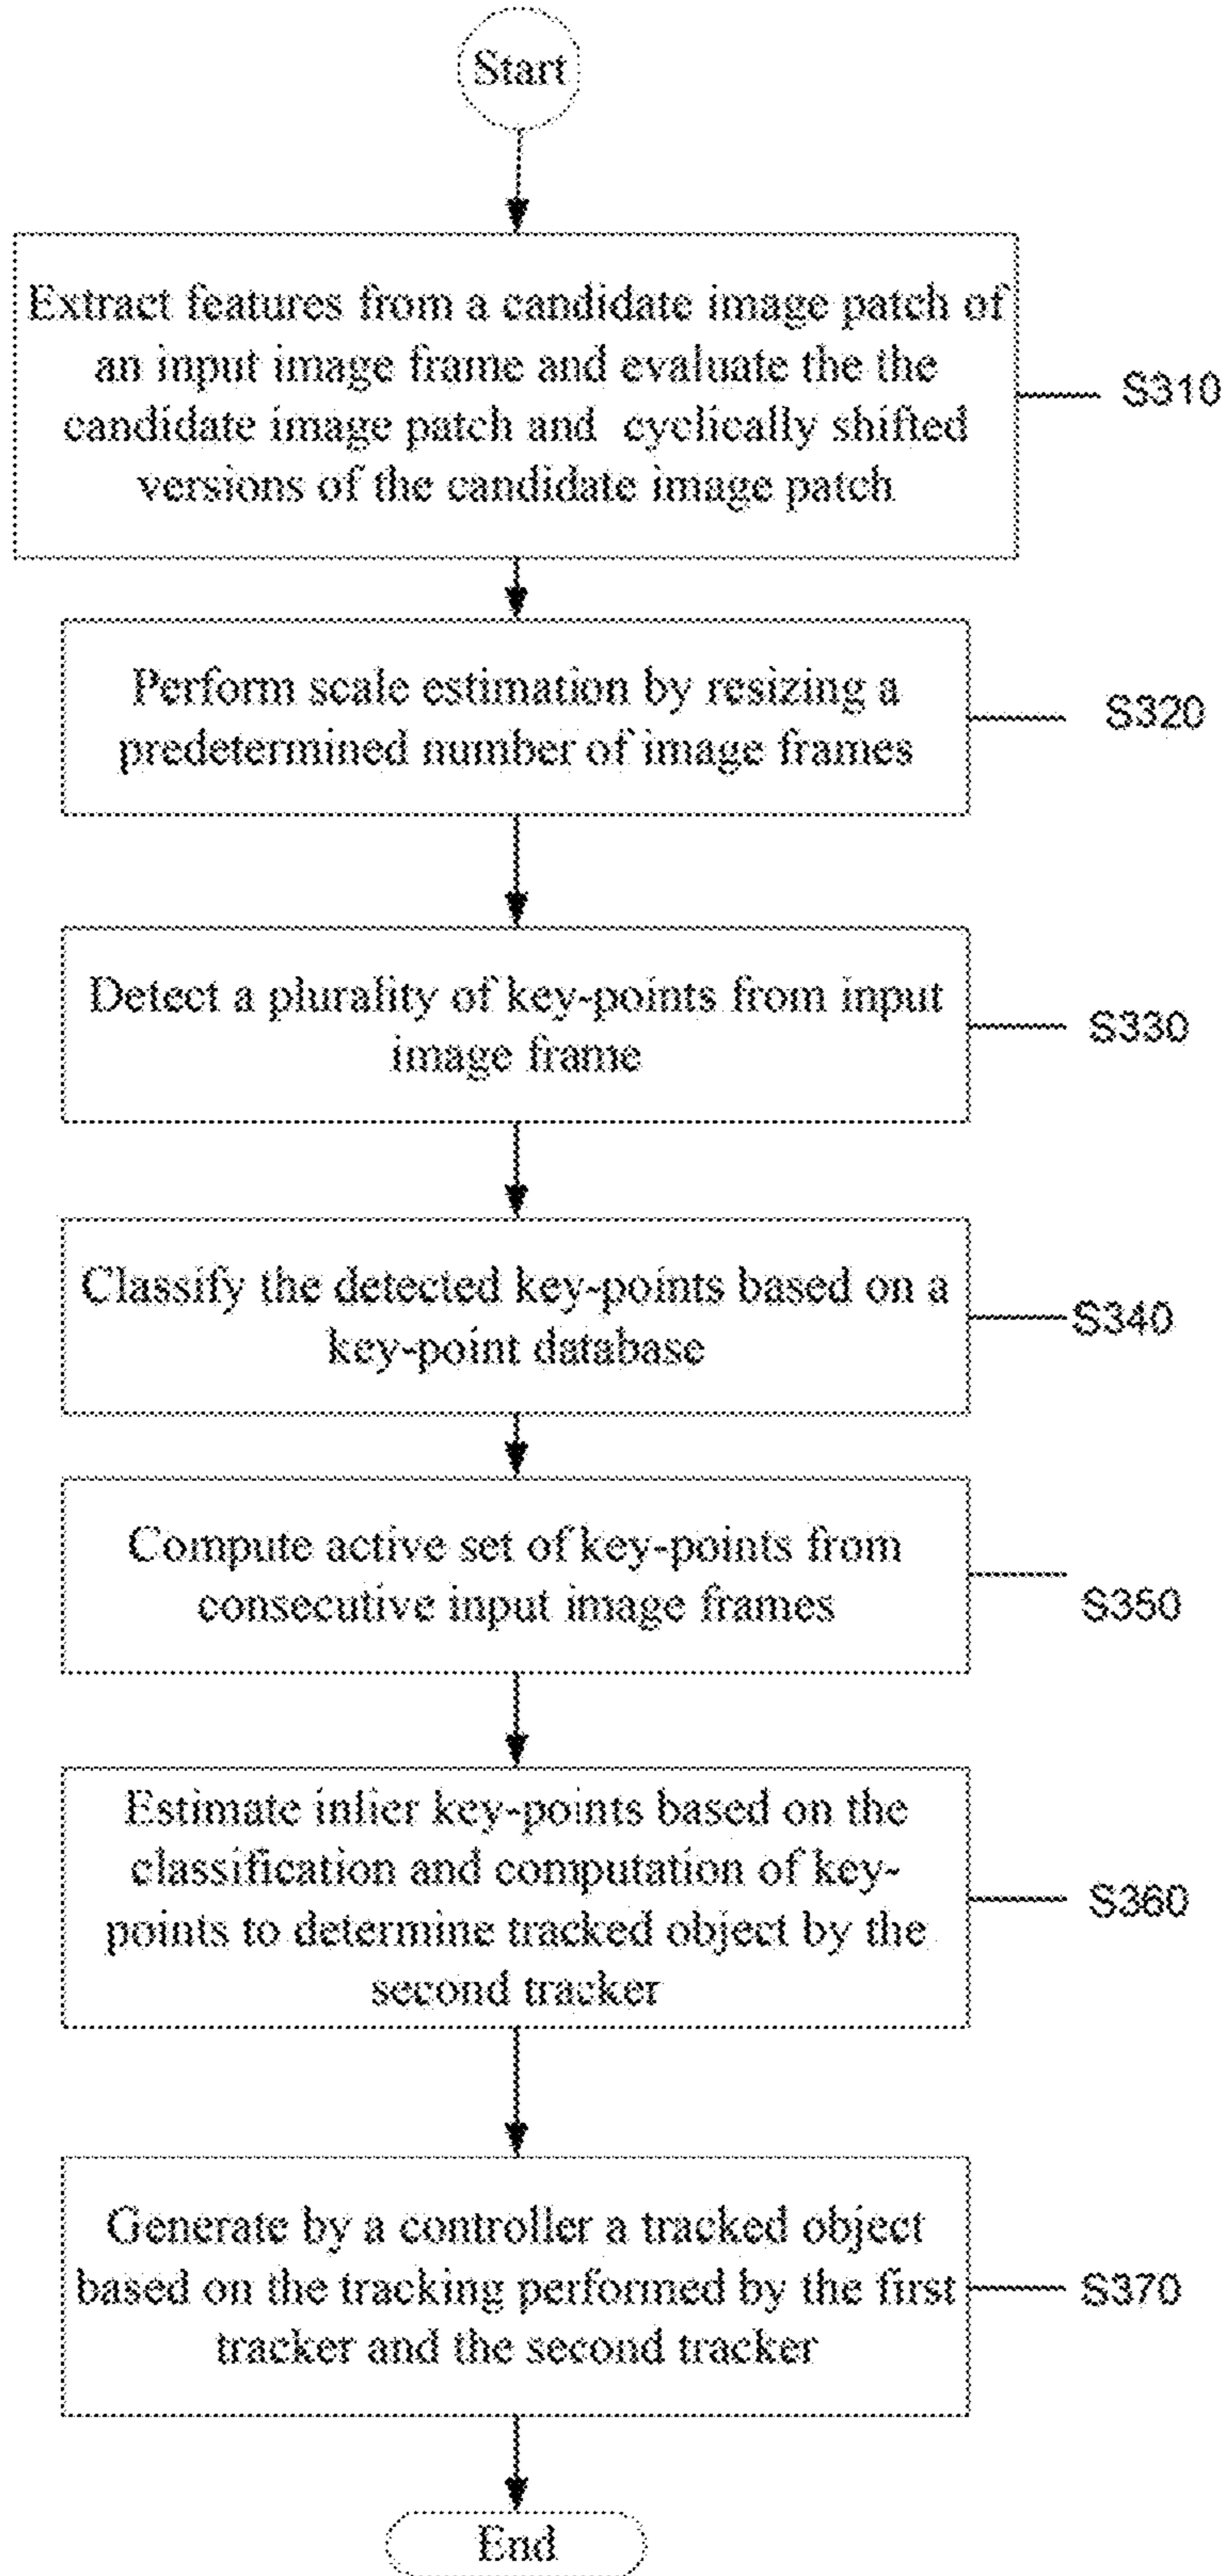 Start
Extract features from a candidate image patch of
an input image frame and evaluate the the
candidate image patch and cyclically shifted
versions of the candidate image patch
S310
Perform scale estimation by resizing a
predetermined number of image frames
S320
Detect a plurality of key-points from input
image frame
S330
Classify the detected key-points based on a
key-point database
S340
Compute active set of key-points from
consecutive input image frames
S350
Estimate inlier key-points based on the
classification and computation of key-
points to determine tracked object by the
second tracker
S360
Generate by a controller a tracked object
based on the tracking performed by the first
tracker and the second tracker
S370
End